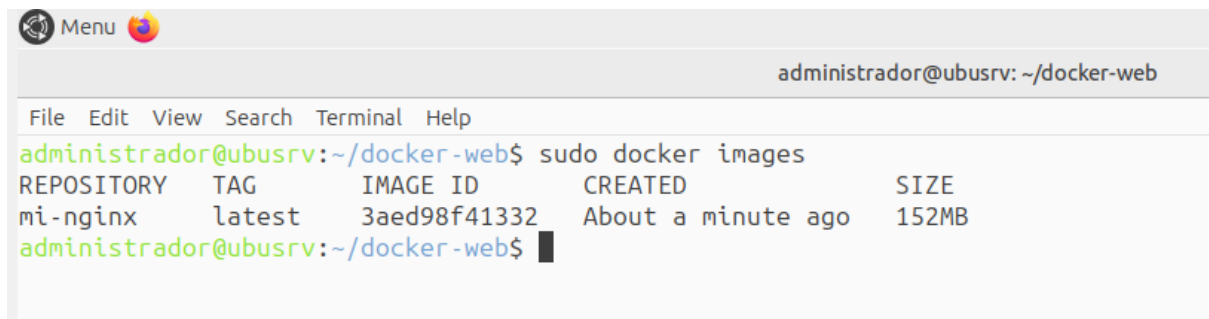 Menu
administrador@ubusrv: ~/docker-web
File Edit View Search Terminal Help
administrador@ubusrv:~/docker-web$ sudo docker images
REPOSITORY TAG IMAGE ID CREATED SIZE
mi-nginx latest 3aed98f41332 About a minute ago 152MB
administrador@ubusrv:~/docker-web$